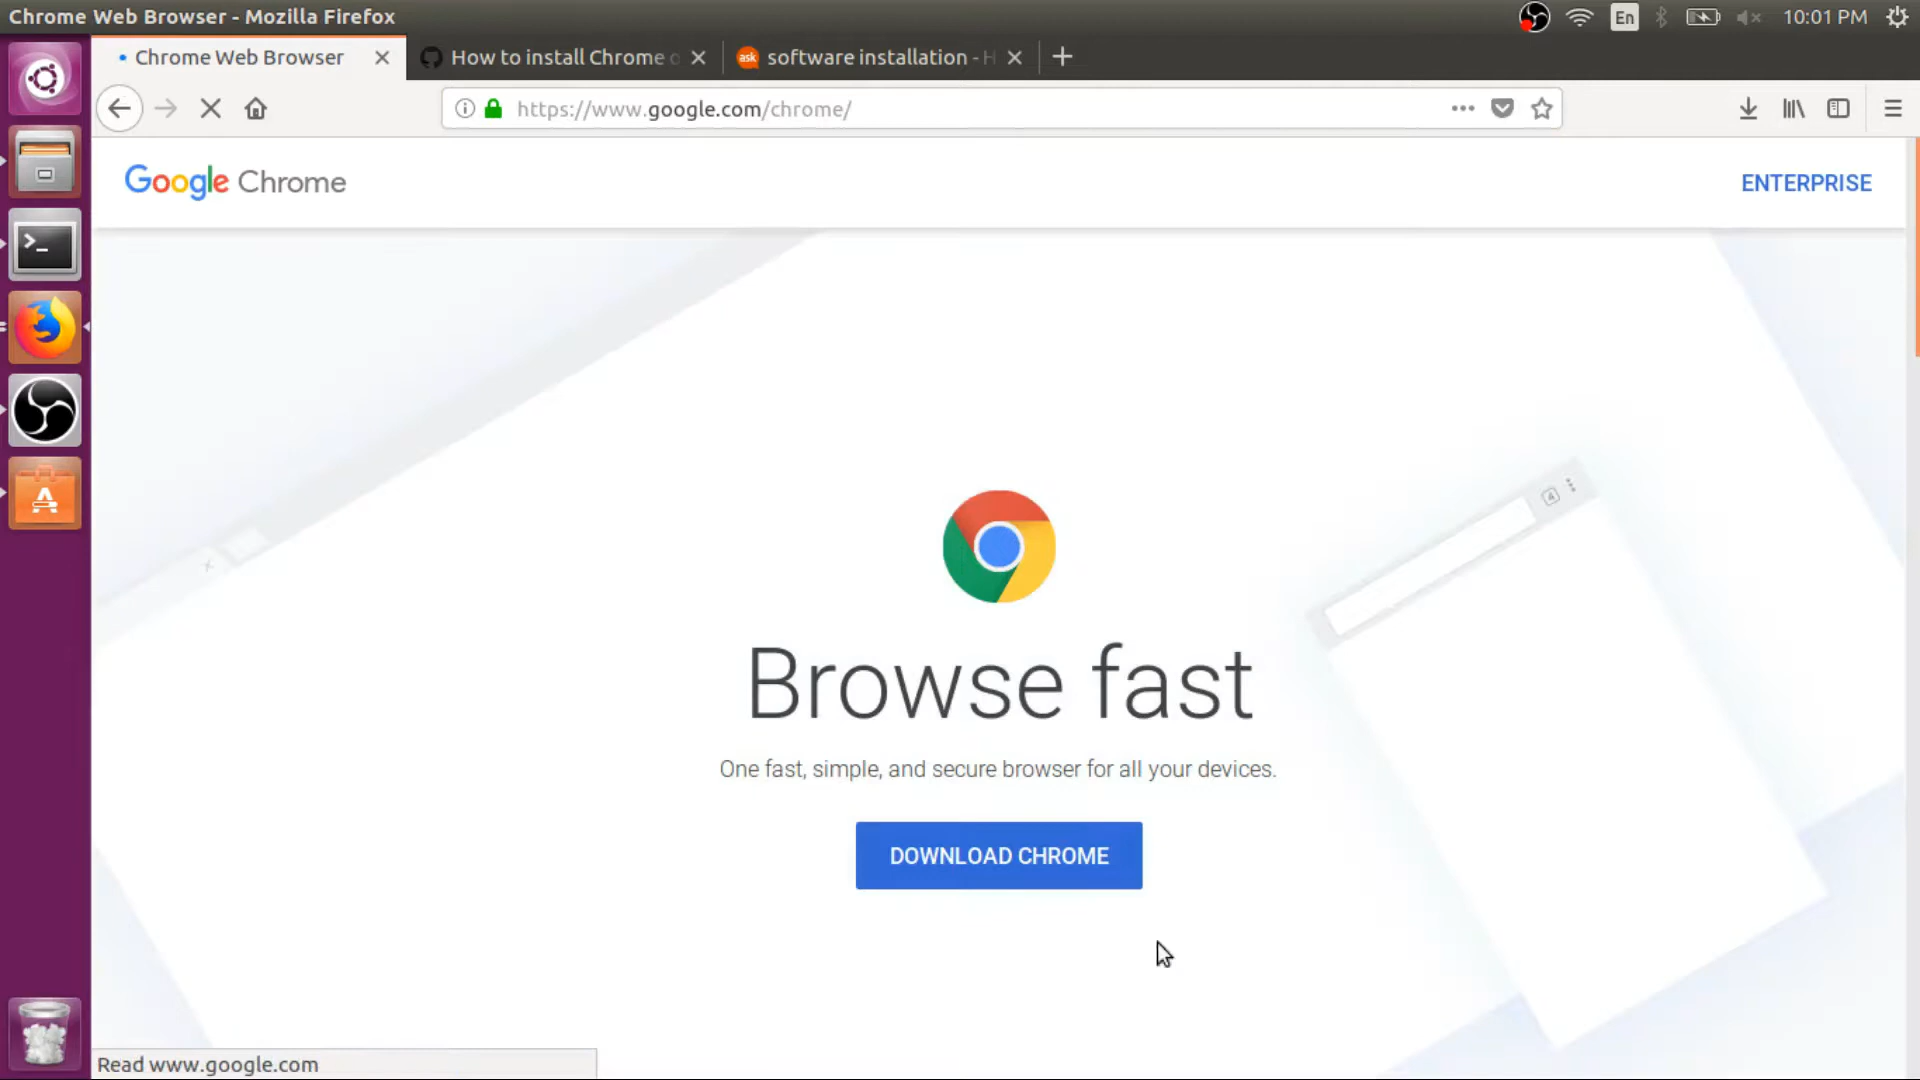 Chrome Web Browser - Mozilla Firefox
En
10:01 PM
Chrome Web Browser
How to install Chrome o
ask
software installation - H
https://www.google.com/chrome/
Google Chrome
ENTERPRISE
4
Browse fast
One fast, simple, and secure browser for all your devices.
DOWNLOAD CHROME
Read www.google.com